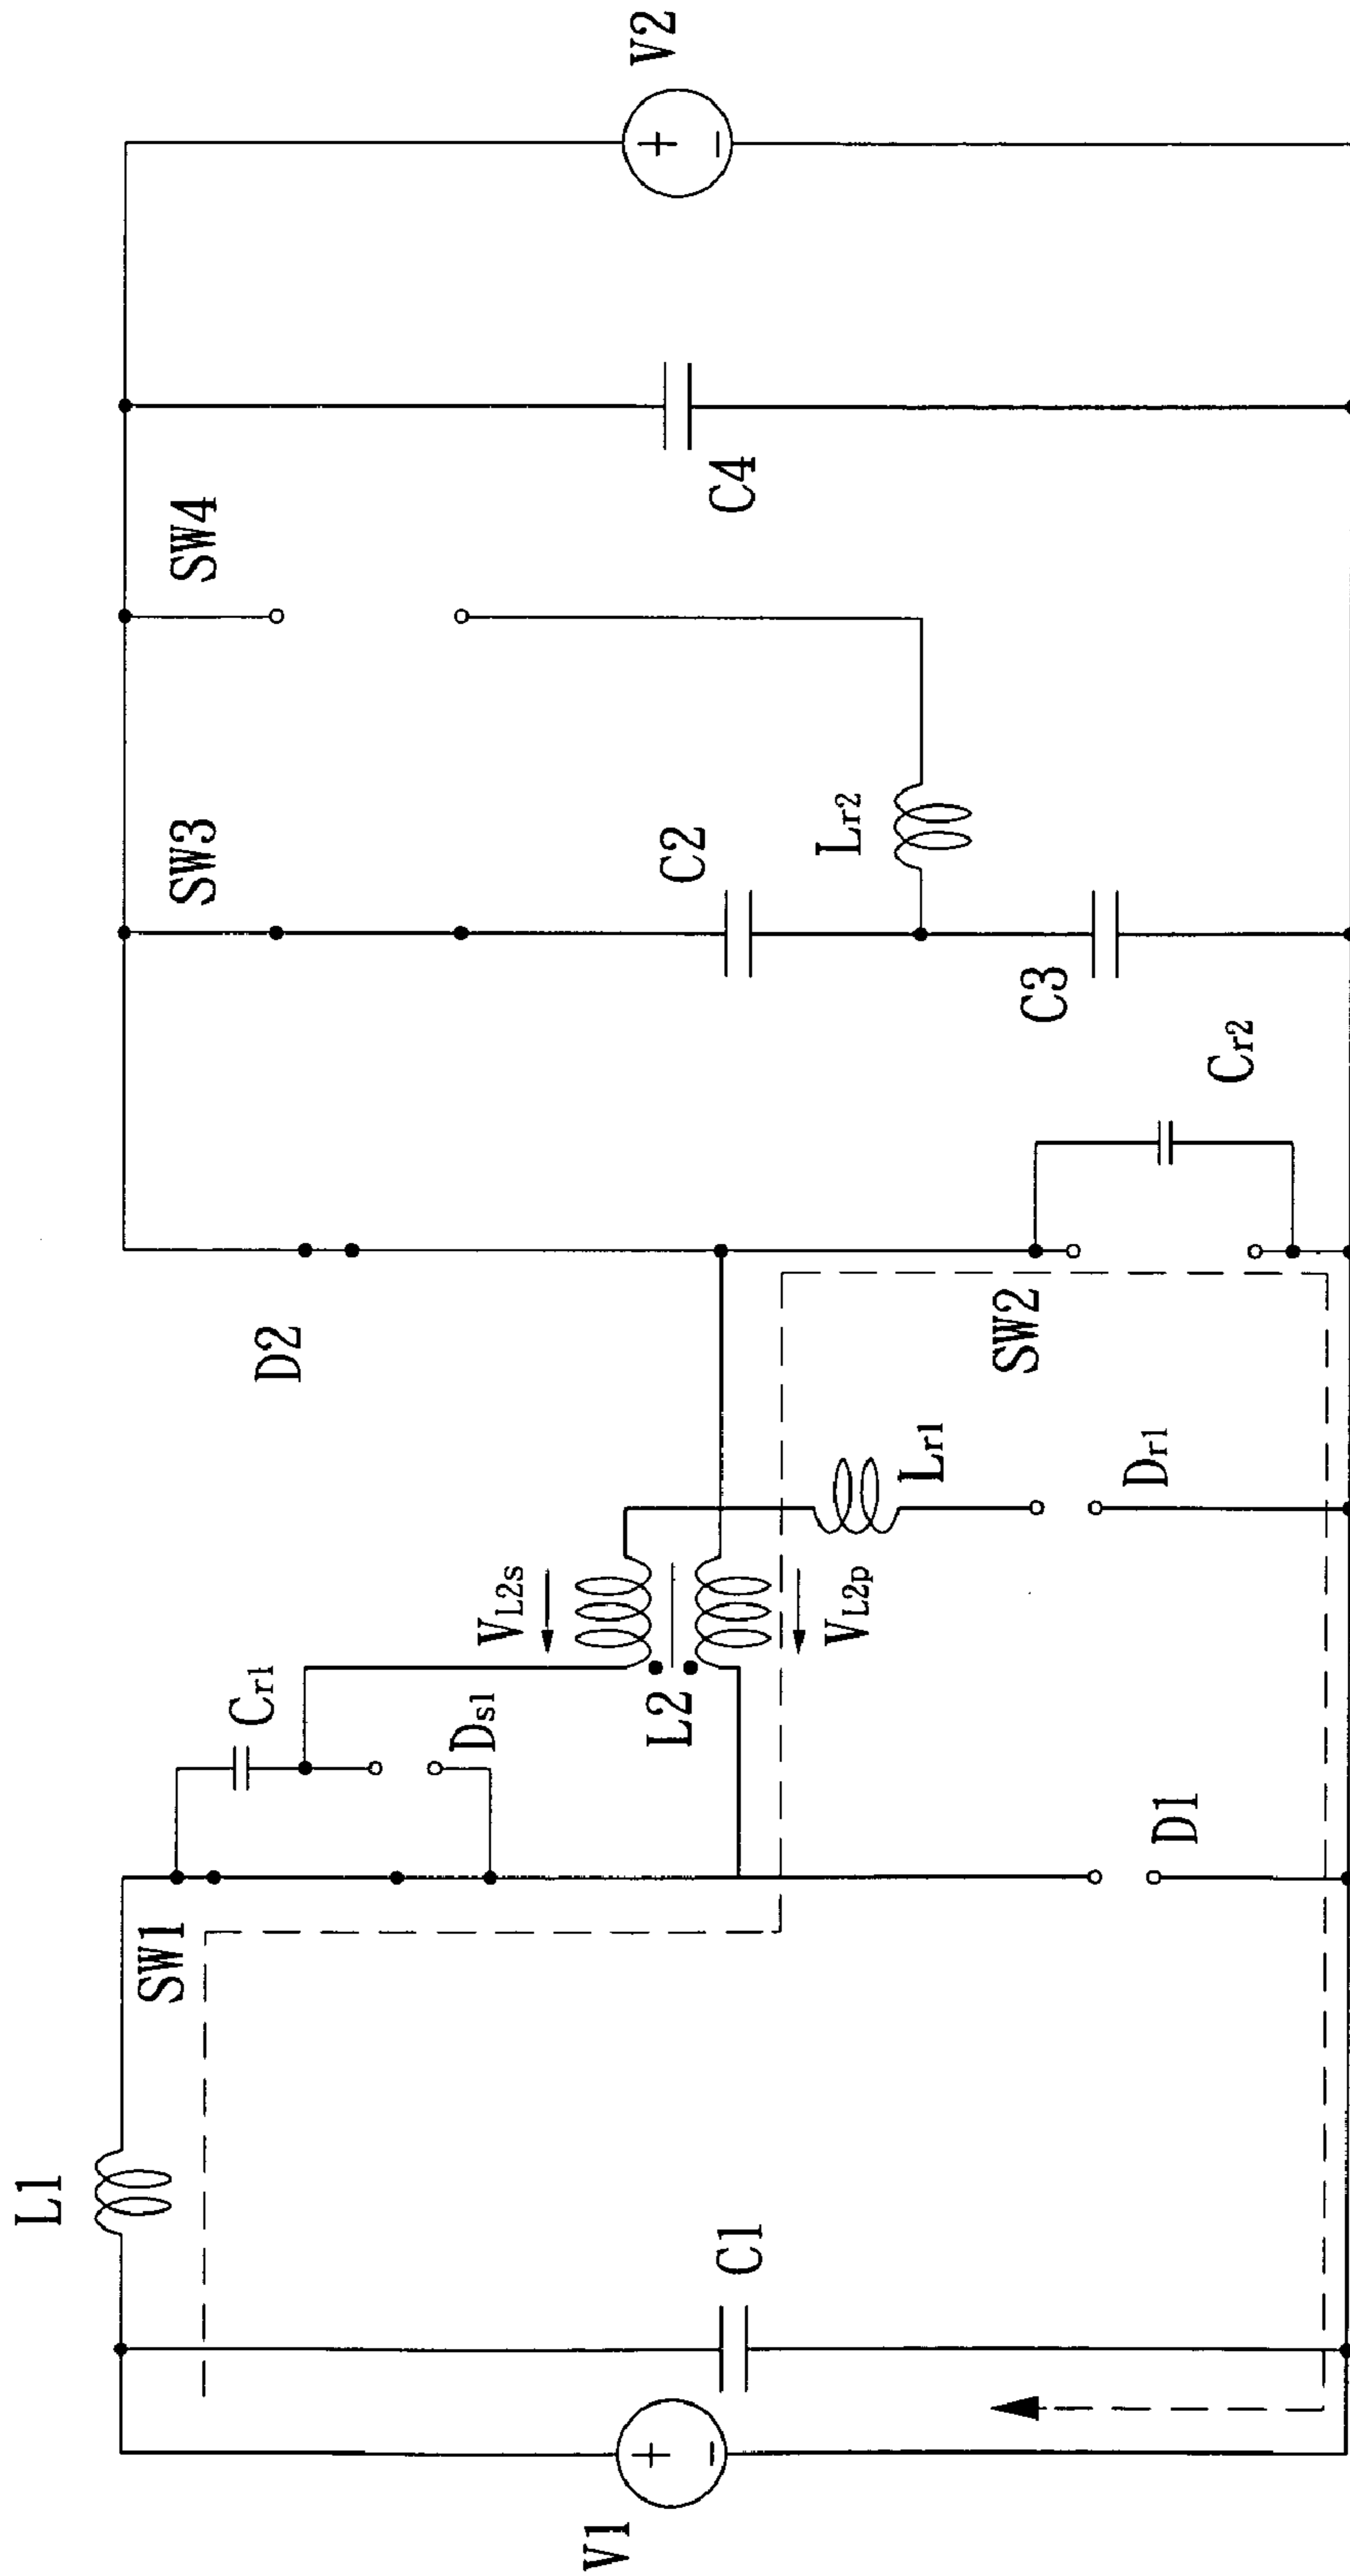 V1
+
-
C1
L1
SW1
Cr1
Ds1
D1
L2
VL2s
VL2p
Lr1
Dr1
D2
SW2
Cr2
SW3
C2
C3
Lr2
SW4
C4
V2
+
-